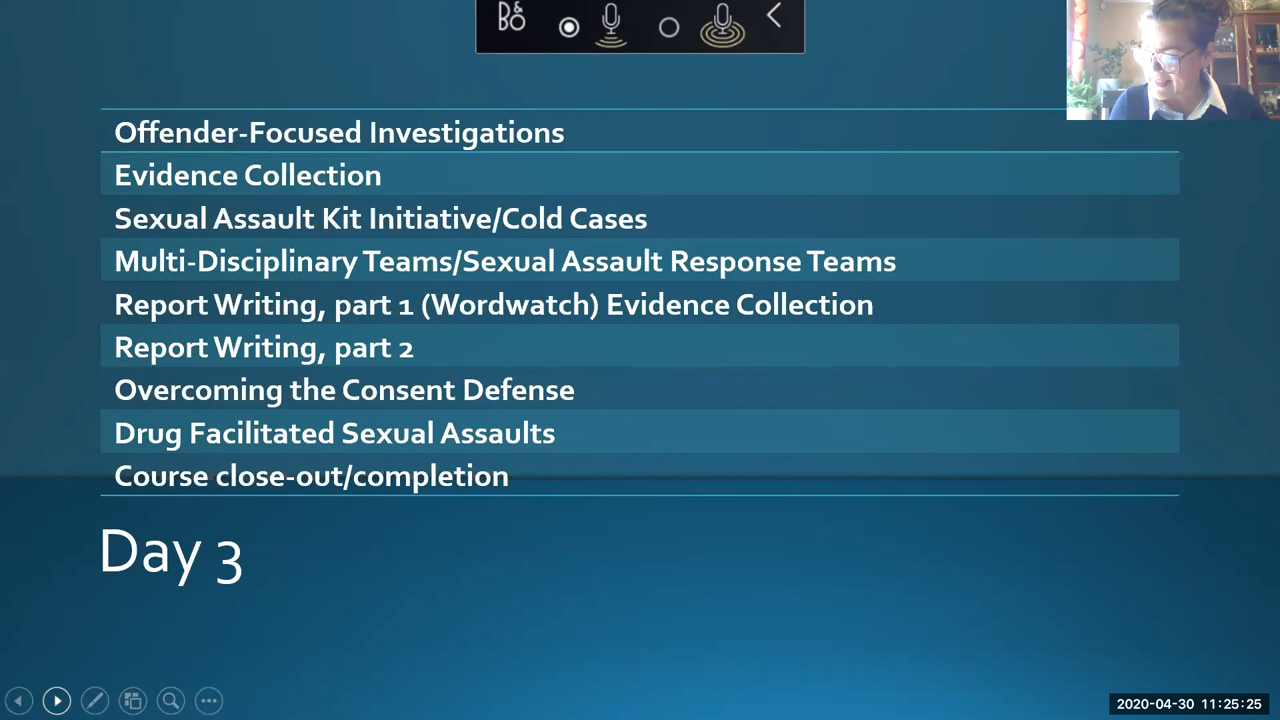 B&O
Offender-Focused Investigations
Evidence Collection
Sexual Assault Kit Initiative/Cold Cases
Multi-Disciplinary Teams/Sexual Assault Response Teams
Report Writing, part 1 (Wordwatch) Evidence Collection
Report Writing, part 2
Overcoming the Consent Defense
Drug Facilitated Sexual Assaults
Course close-out/completion
Day 3
2020-04-30 11:25:25